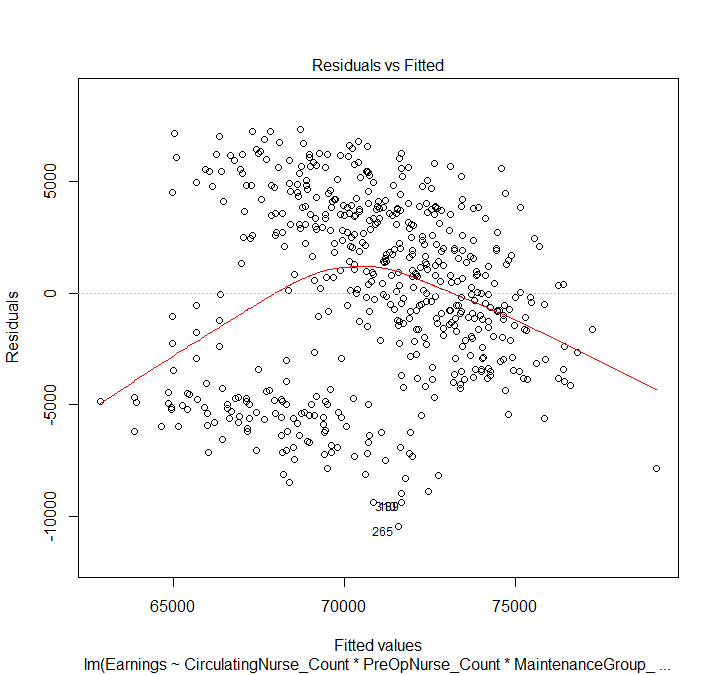 Residuals vs Fitted
5000
0
-5000
-10000
Residuals
265
65000
70000
75000
Fitted values
lm(Earnings ~ CirculatingNurse_Count * PreOpNurse_Count * MaintenanceGroup_ ...